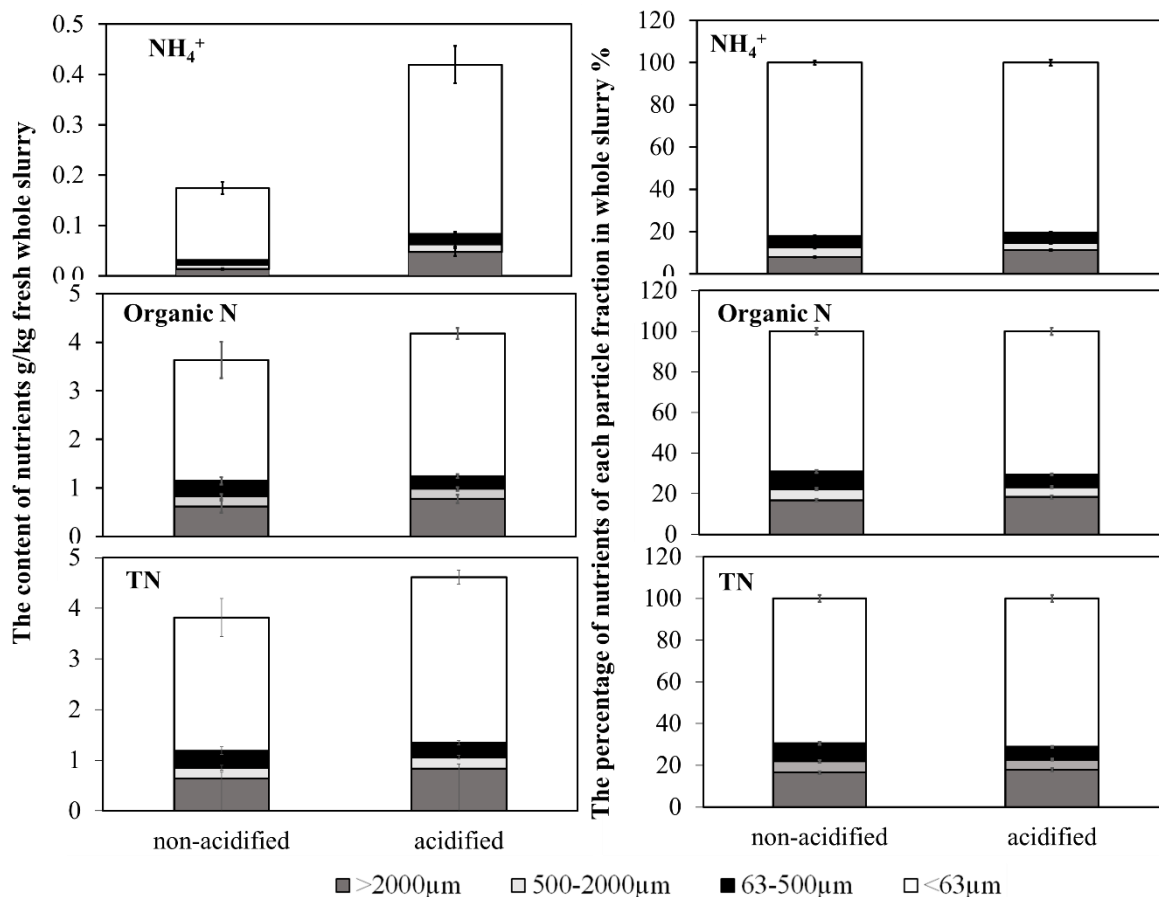 The content of nutrients g/kg fresh whole slurry
NH₄⁺
0.5
0.4
0.3
0.2
0.1
0.0
Organic N
5
4
3
2
1
0
TN
5
4
3
2
1
0
non-acidified
acidified
The percentage of nutrients of each particle fraction in whole slurry %
NH₄⁺
120
100
80
60
40
20
0
Organic N
120
100
80
60
40
20
0
TN
120
100
80
60
40
20
0
non-acidified
acidified
>2000µm
500-2000µm
63-500µm
<63µm